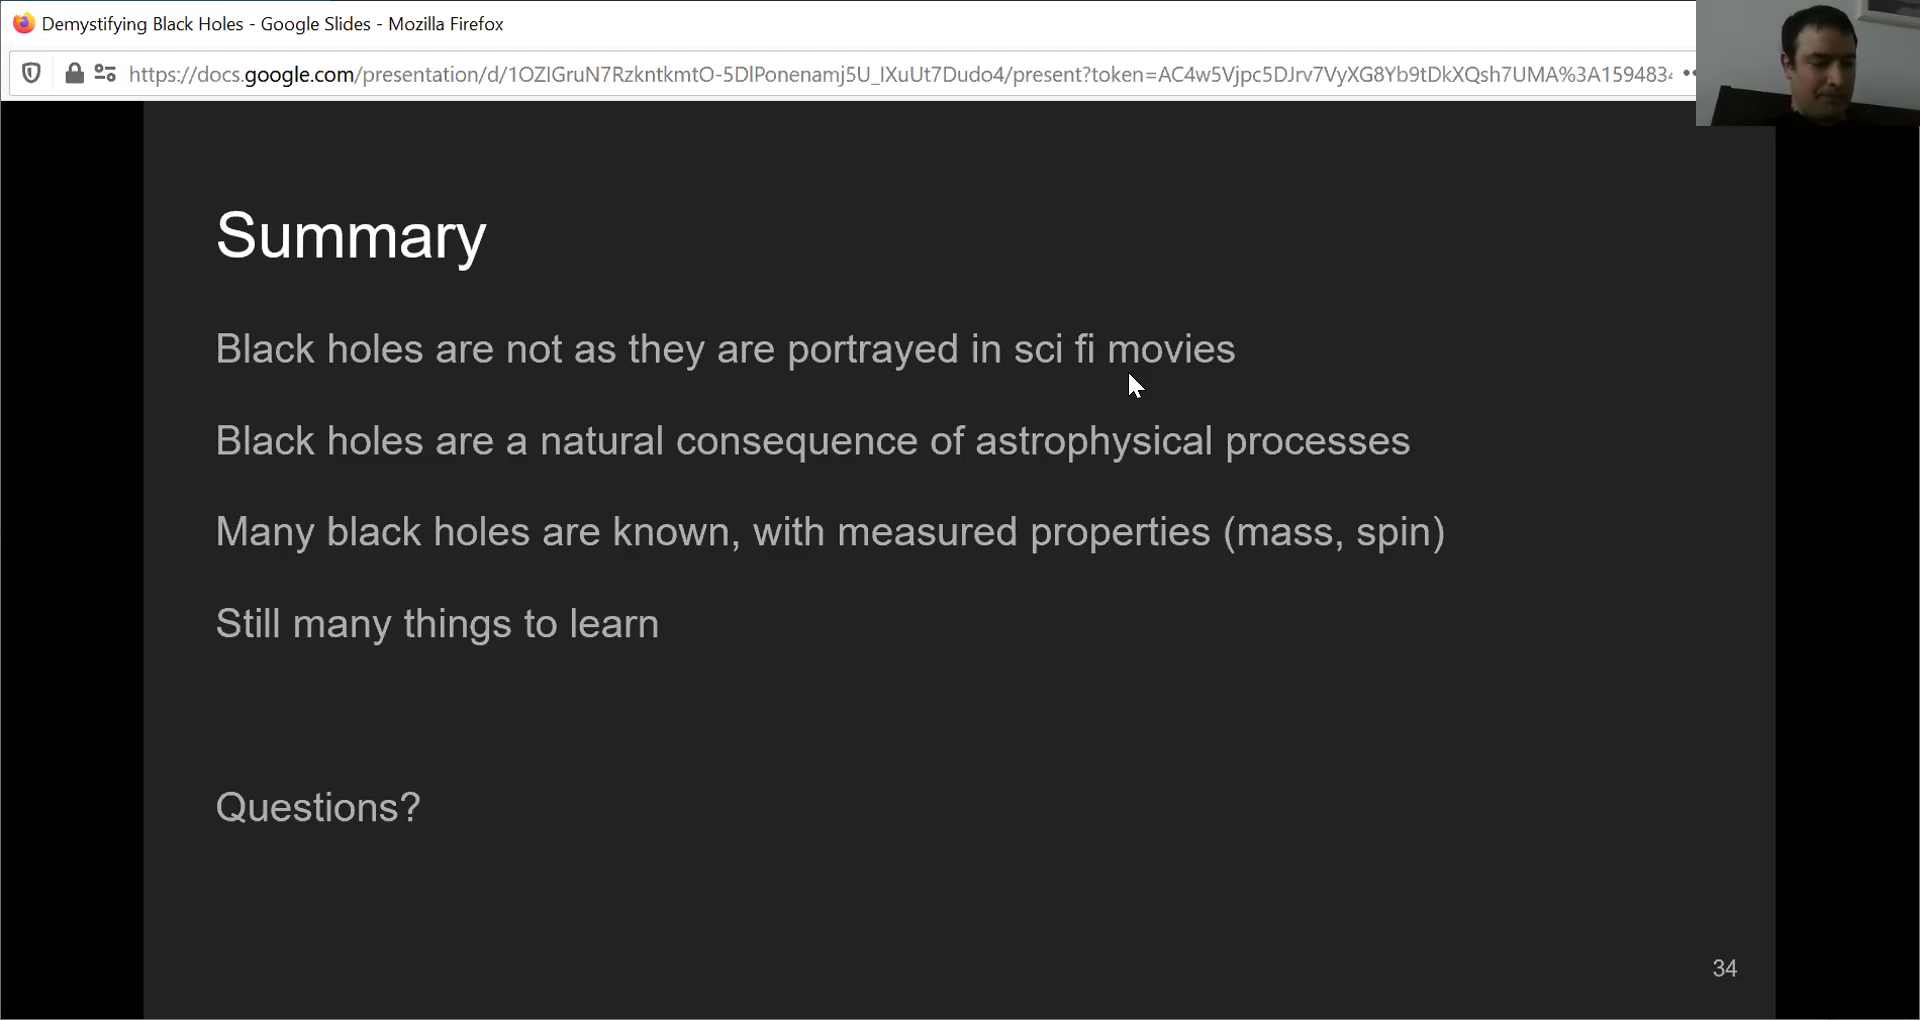 Demystifying Black Holes - Google Slides - Mozilla Firefox
https://docs.google.com/presentation/d/1OZIGruN7RzkntkmtO-5DlPonenamj5U_IXuUt7Dudo4/present?token=AC4w5Vjpc5DJrv7VyXG8Yb9tDkXQsh7UMA%3A159483
Summary
Black holes are not as they are portrayed in sci fi movies
Black holes are a natural consequence of astrophysical processes
Many black holes are known, with measured properties (mass, spin)
Still many things to learn
Questions?
34